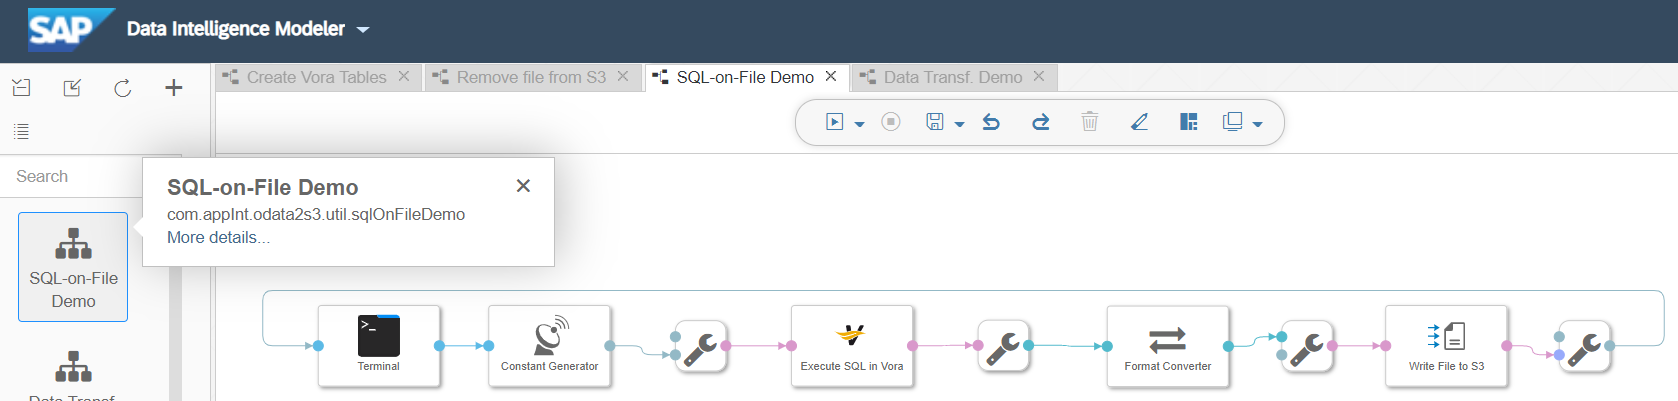 SAP Data Intelligence Modeler
Create Vora Tables
Remove file from S3
SQL-on-File Demo
Data Transf. Demo
Search
SQL-on-File Demo
com.appInt.odata2s3.util.sqlOnFileDemo
More details...
SQL-on-File
Demo
Data Transf.
>_
Terminal
Constant Generator
Execute SQL in Vora
Format Converter
Write File to S3